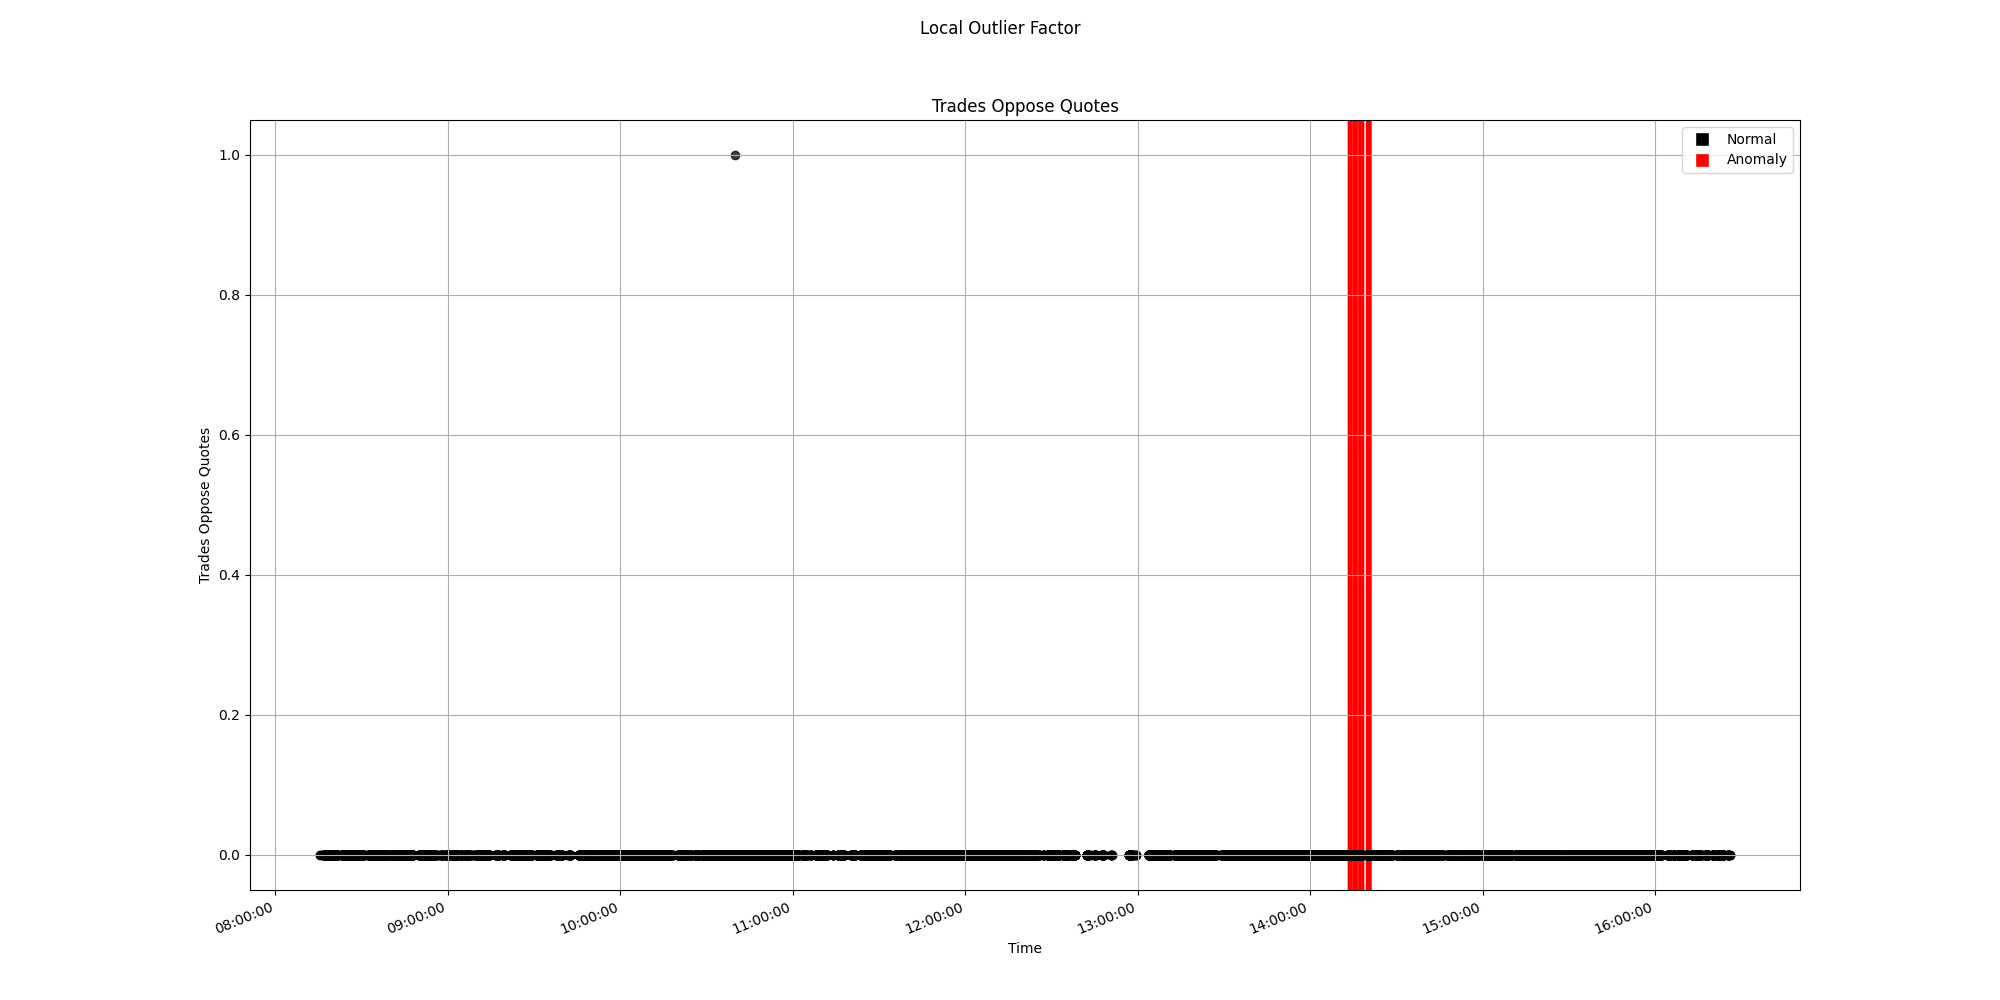 Local Outlier Factor
Trades Oppose Quotes
Normal
Anomaly
1.0
0.8
0.6
0.4
0.2
0.0
Trades Oppose Quotes
08:00:00
09:00:00
10:00:00
11:00:00
12:00:00
13:00:00
14:00:00
15:00:00
16:00:00
Time